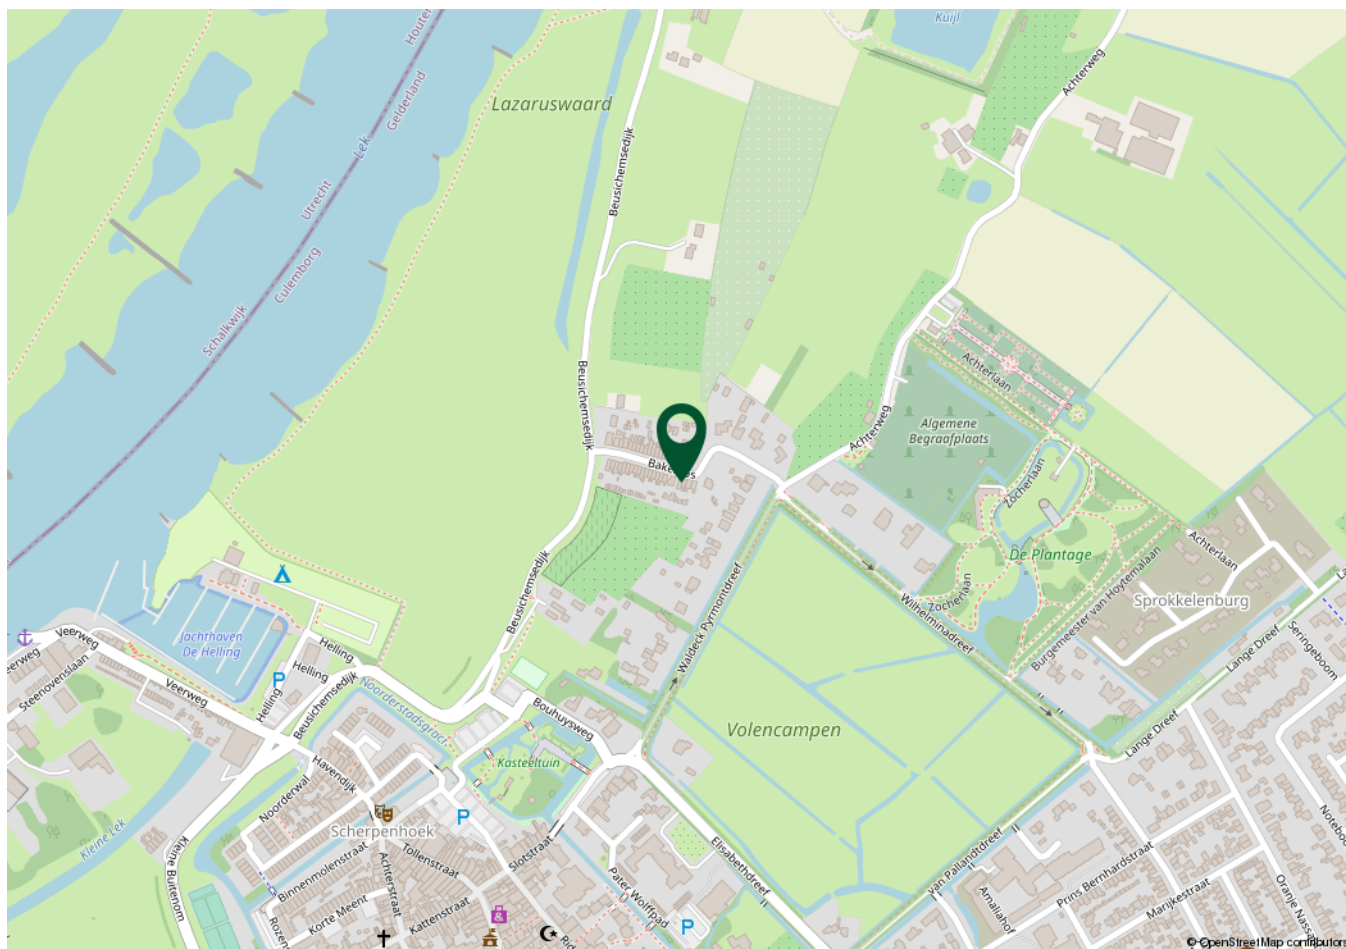 Kuijl
Houten
Gelderland
Lek
Utrecht
Schalkwijk
Culemborg
Lazaruswaard
Beusichemsedijk
Achterweg
Beusichemsedijk
Achterlaan
Achterweg
Algemene
Begraafplaats
Zocherlaan
De Plantage
Achterlaan
Burgemeester van Hoytemalaan
Sprokkelenburg
Zocherlaan
Wilhelminadreef
Waldeck Pyrmontdreef
Beusichemsedijk
Jachthaven
De Helling
P
Veerweg
Steenovenslaan
Veerweg
Helling
Helling
Helling
Beusichemsedijk
Noorderstadsgracht
Bouhuysweg
Kasteeltuin
Volencampen
Lange Dreef
Lange Dreef
Seringeboom
Havendijk
Noorderwal
Scherpenhoek
P
Kleine Lek
Kleine Buitenom
Binnenmolenstraat
Tollenstraat
Slotstraat
Achterstraat
Korte Meent
Kattenstraat
Pater Wolffpad
P
Elisabethdreef
van Pallandtdreef
Amaliahof
Prins Bernhardstraat
Marijkestraat
© OpenStreetMap contributors